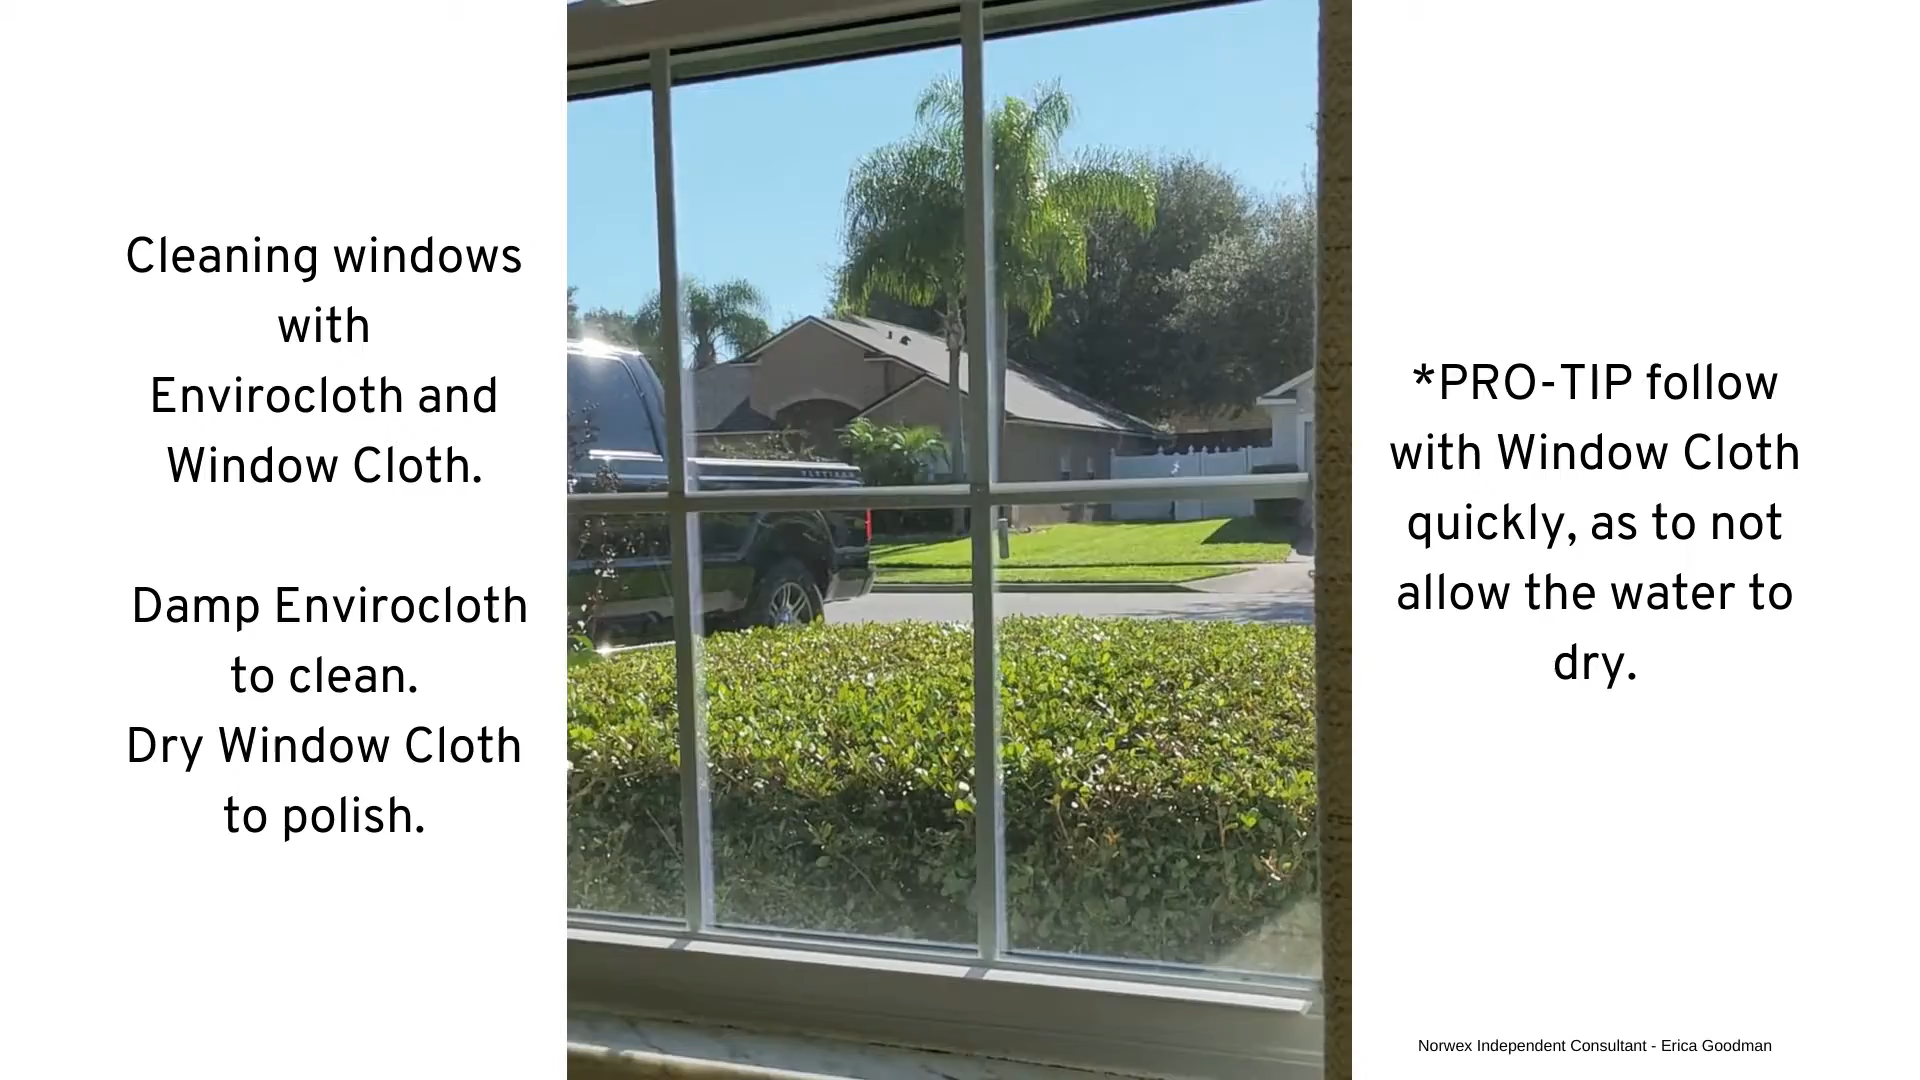 Cleaning windows
with
Envirocloth and
Window Cloth.
Damp Envirocloth
to clean.
Dry Window Cloth
to polish.
*PRO-TIP follow
with Window Cloth
quickly, as to not
allow the water to
dry.
Norwex Independent Consultant - Erica Goodman